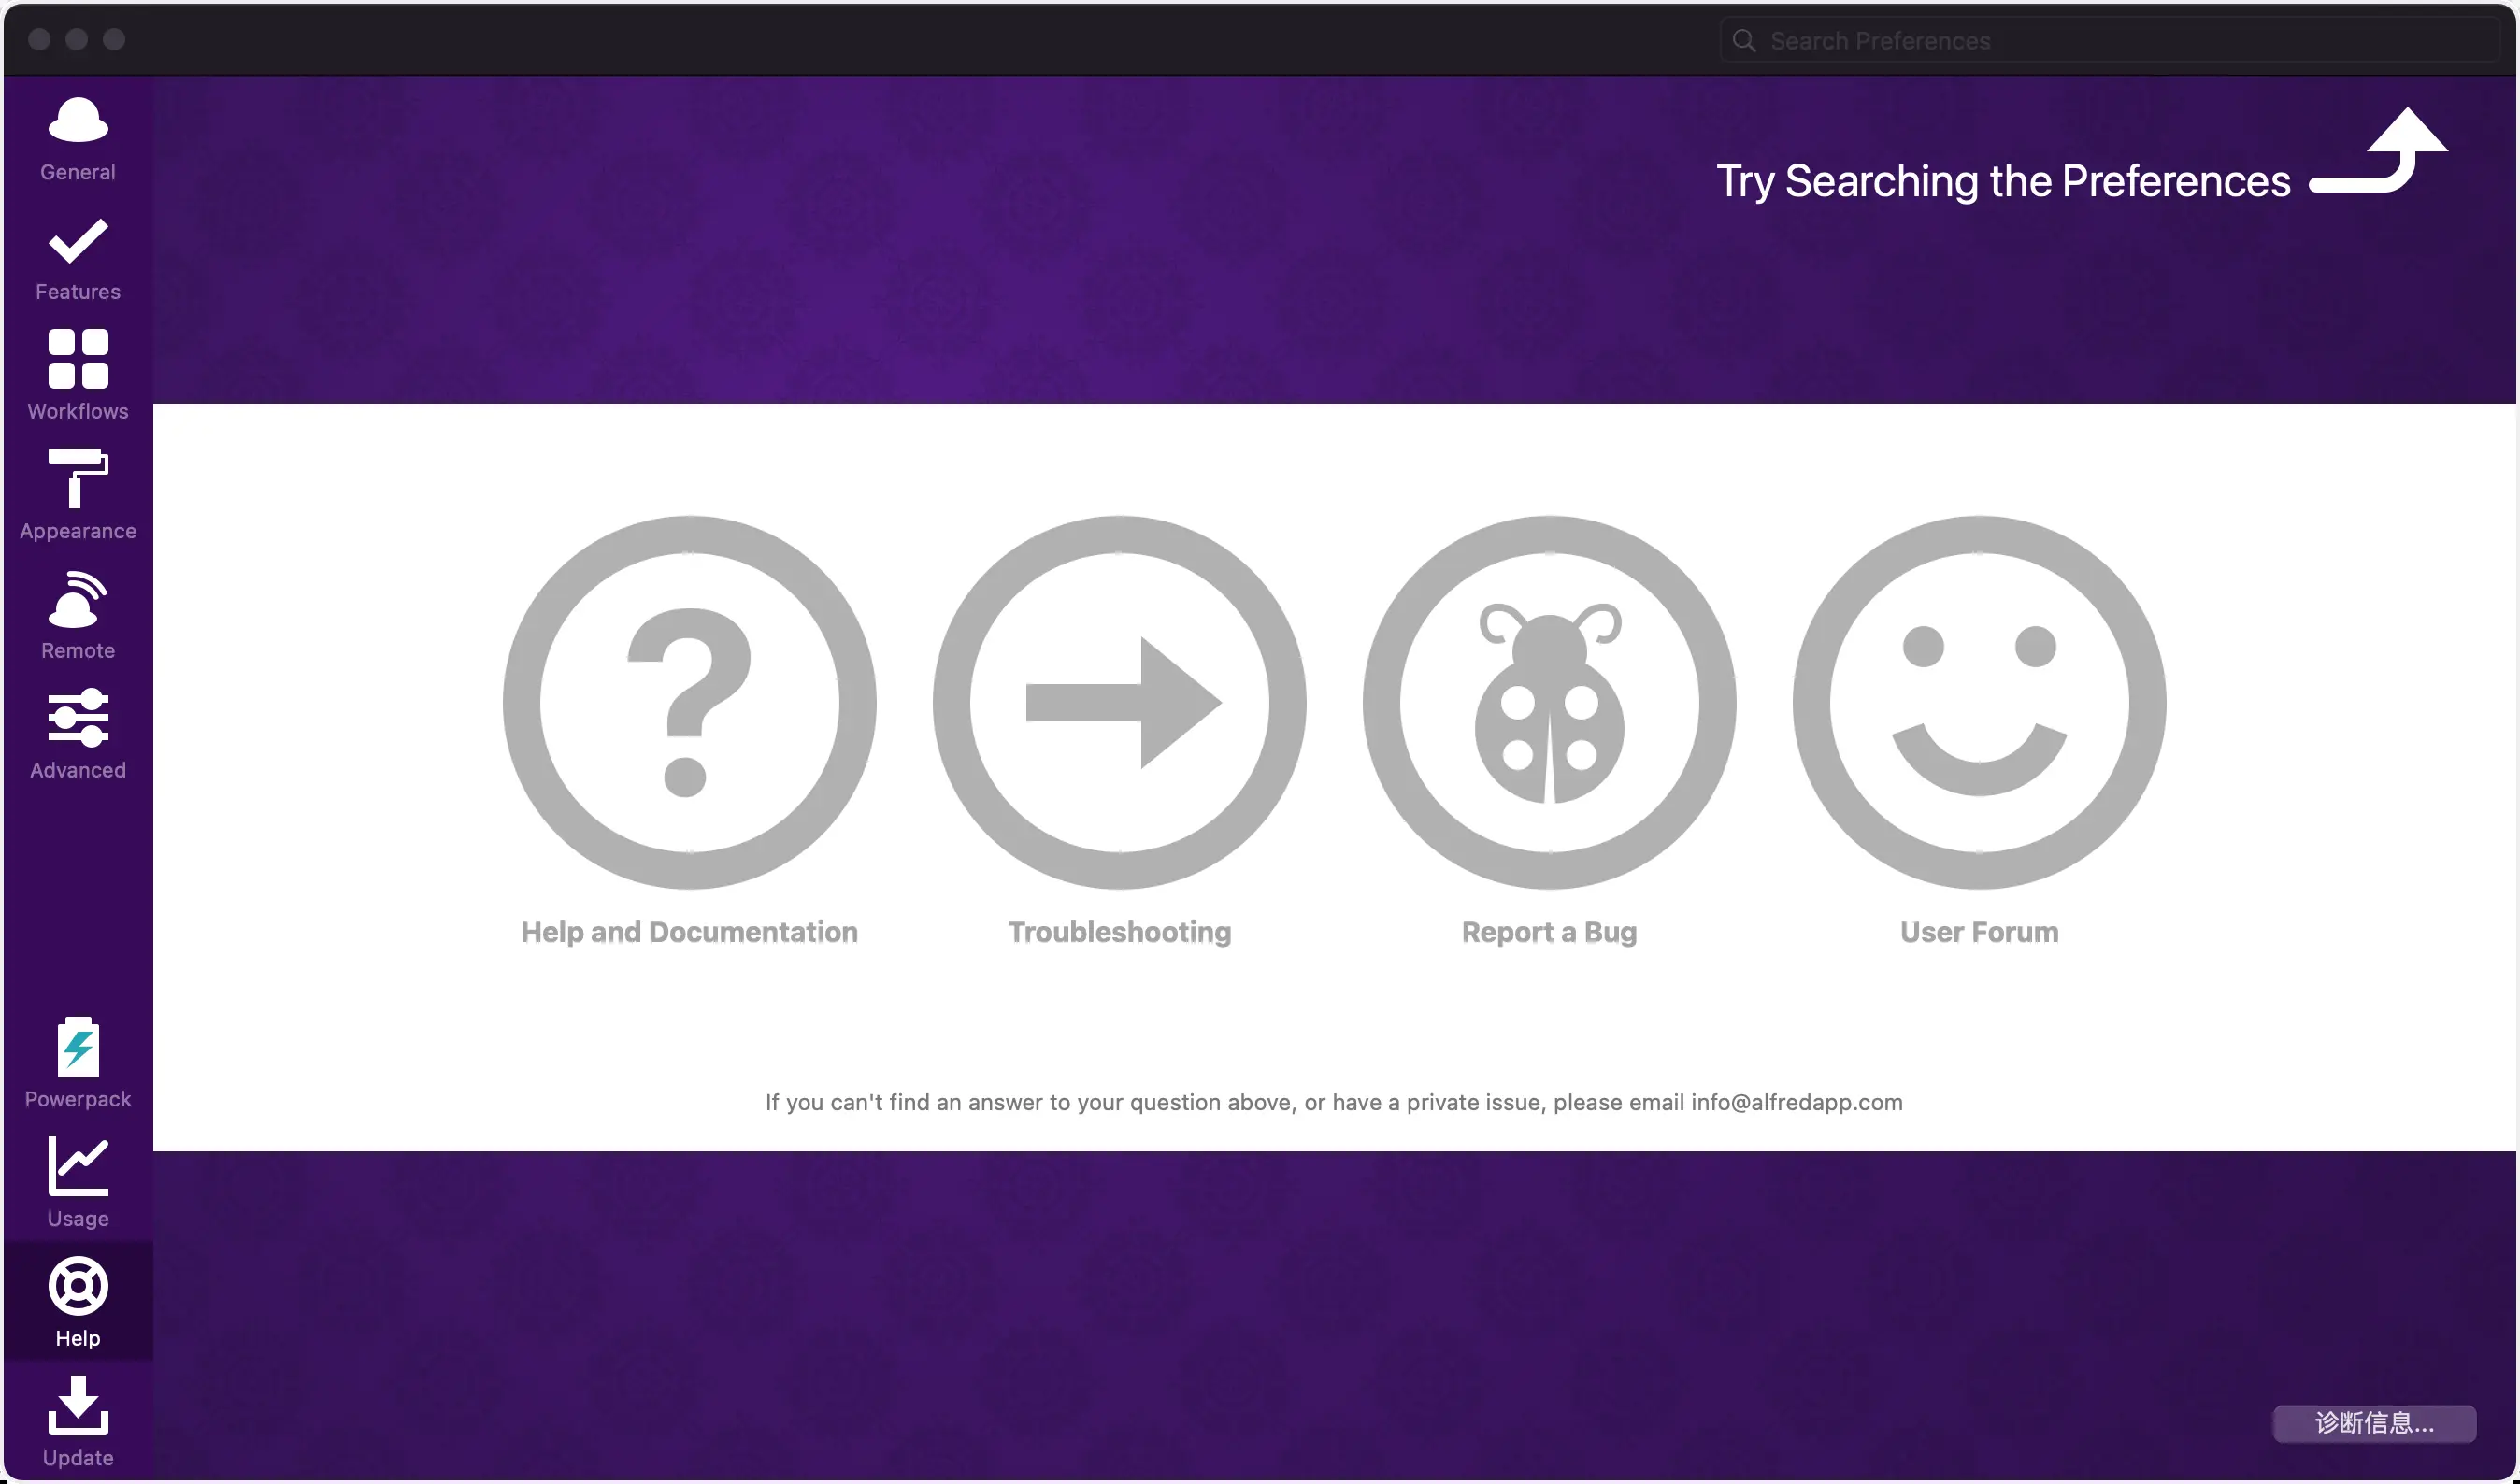 Search Preferences
General
Features
Workflows
Appearance
Remote
Advanced
Powerpack
Usage
Help
Update
Try Searching the Preferences
Help and Documentation
Troubleshooting
Report a Bug
User Forum
If you can't find an answer to your question above, or have a private issue, please email info@alfredapp.com
诊断信息...